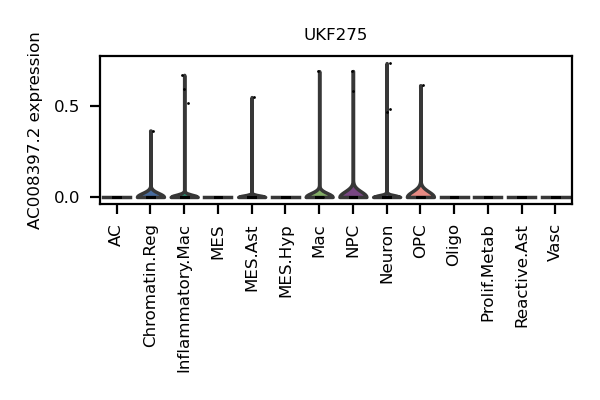 UKF275
AC008397.2 expression
0.5
0.0
AC
Chromatin.Reg
Inflammatory.Mac
MES
MES.Ast
MES.Hyp
Mac
NPC
Neuron
OPC
Oligo
Prolif.Metab
Reactive.Ast
Vasc